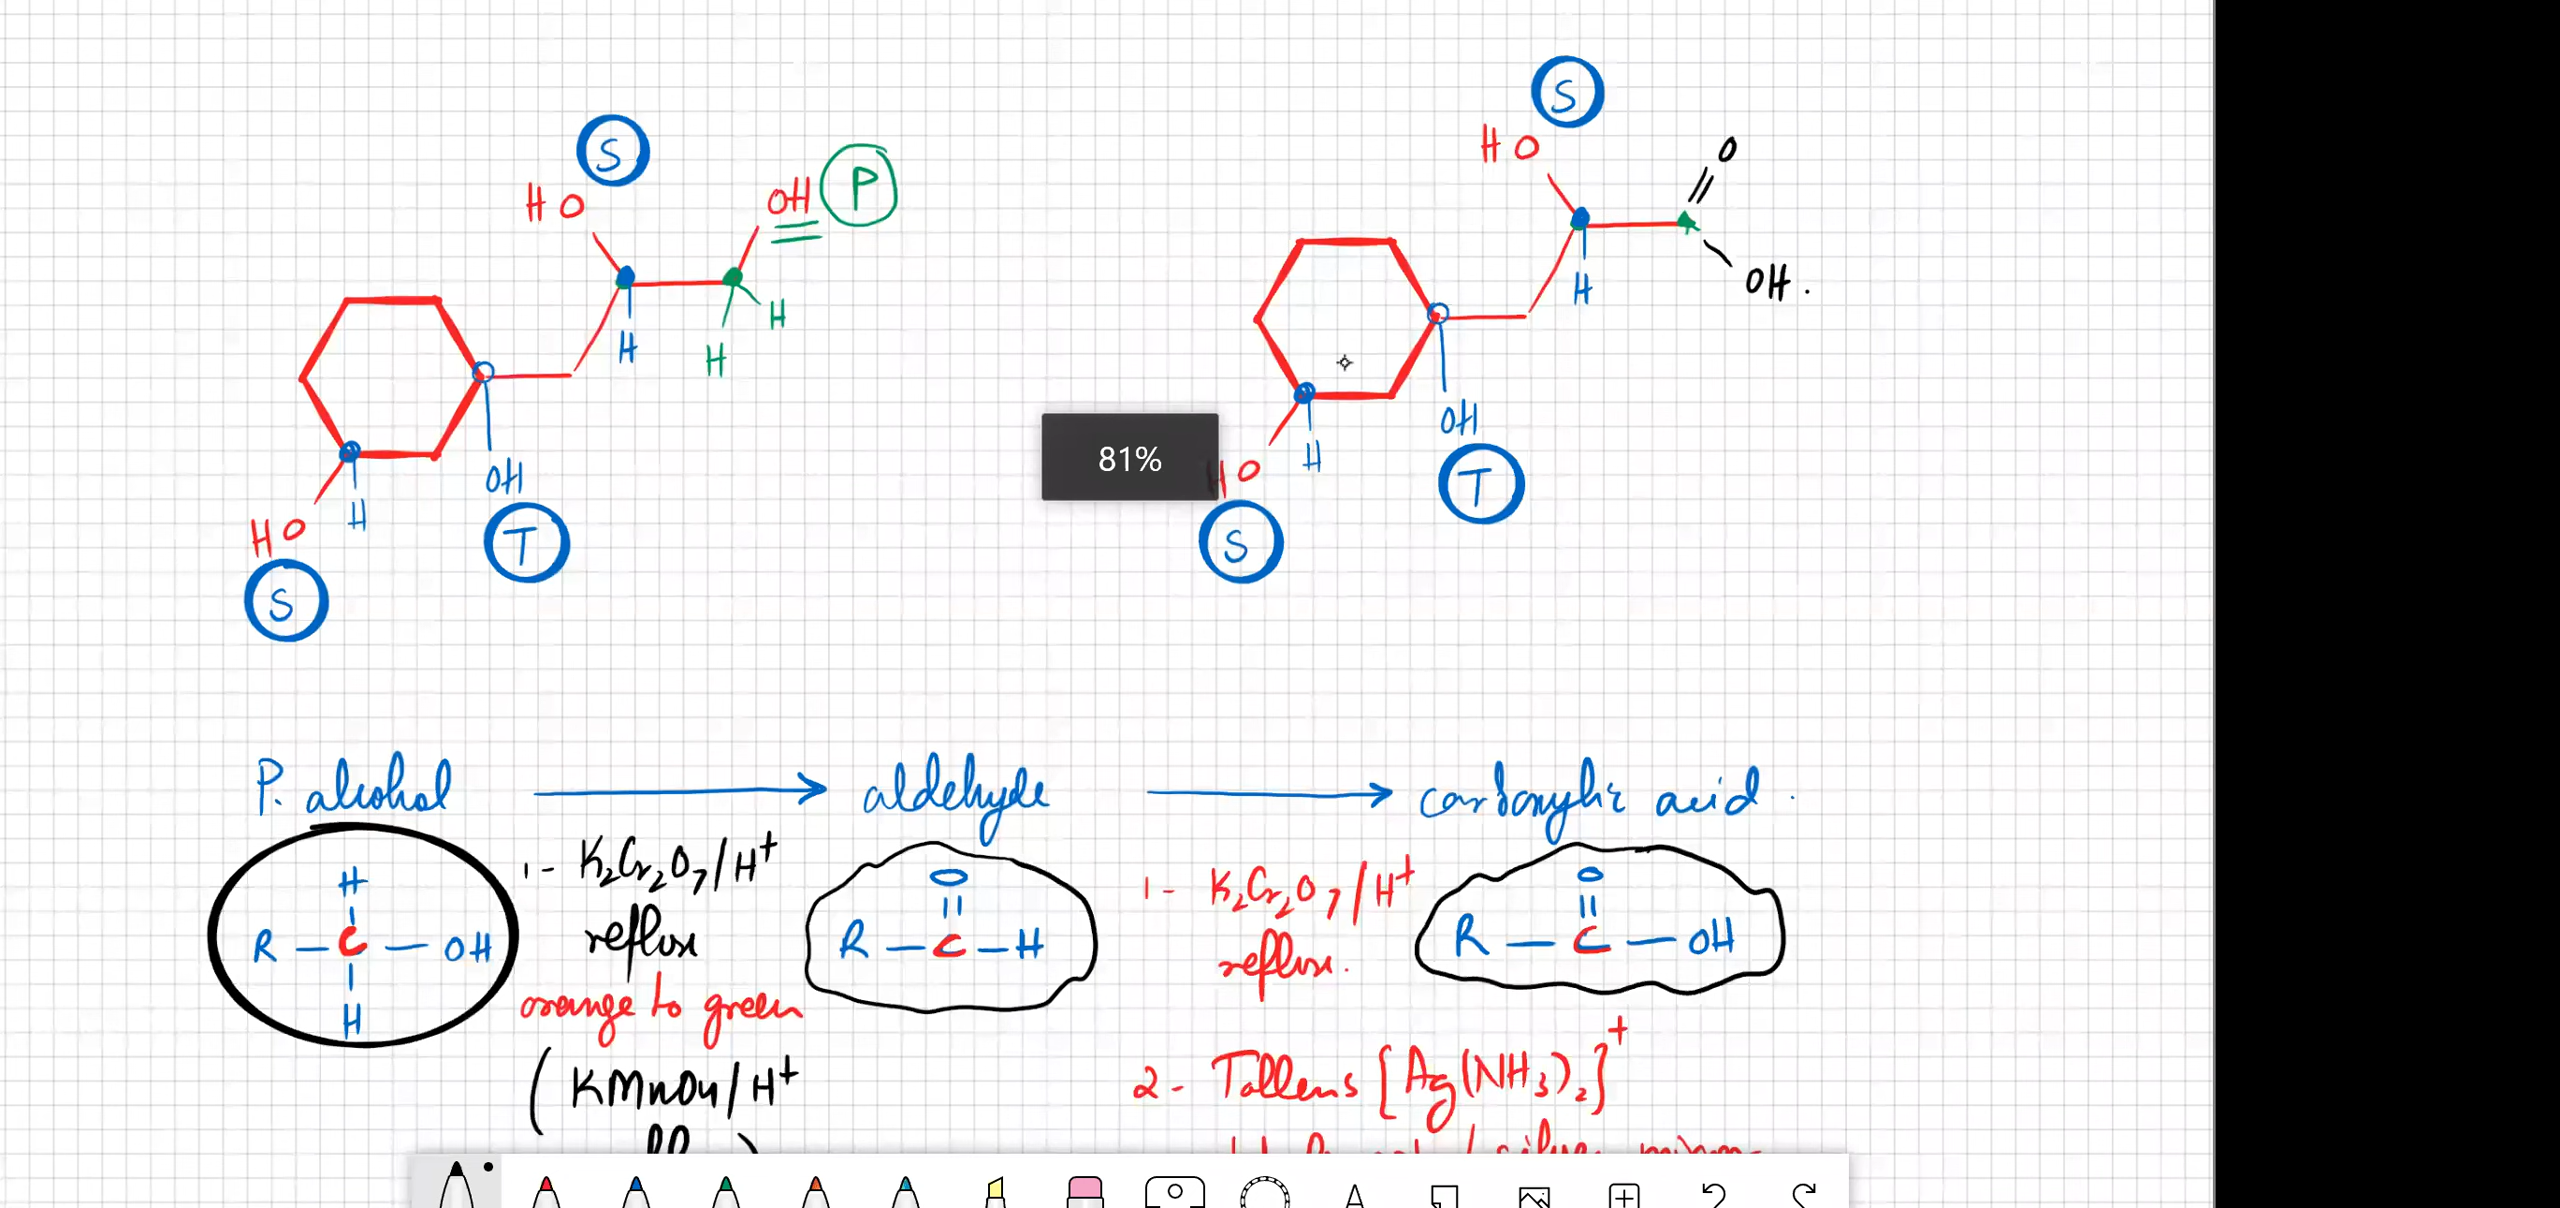 S
S
HO
OH P
HO
O
H
H
H
H
OH
OH .
OH
HO H
T
HO H
T
S
S
81%
P. alcohol → aldehyde → carboxylic acid .
H
R – C – OH
H
1- K₂Cr₂O₇/H⁺
reflux
orange to green
( KMnO₄/H⁺
O
R – C – H
1- K₂Cr₂O₇/H⁺
reflux.
O
R – C – OH
2- Tollens [Ag(NH₃)₂]⁺
A